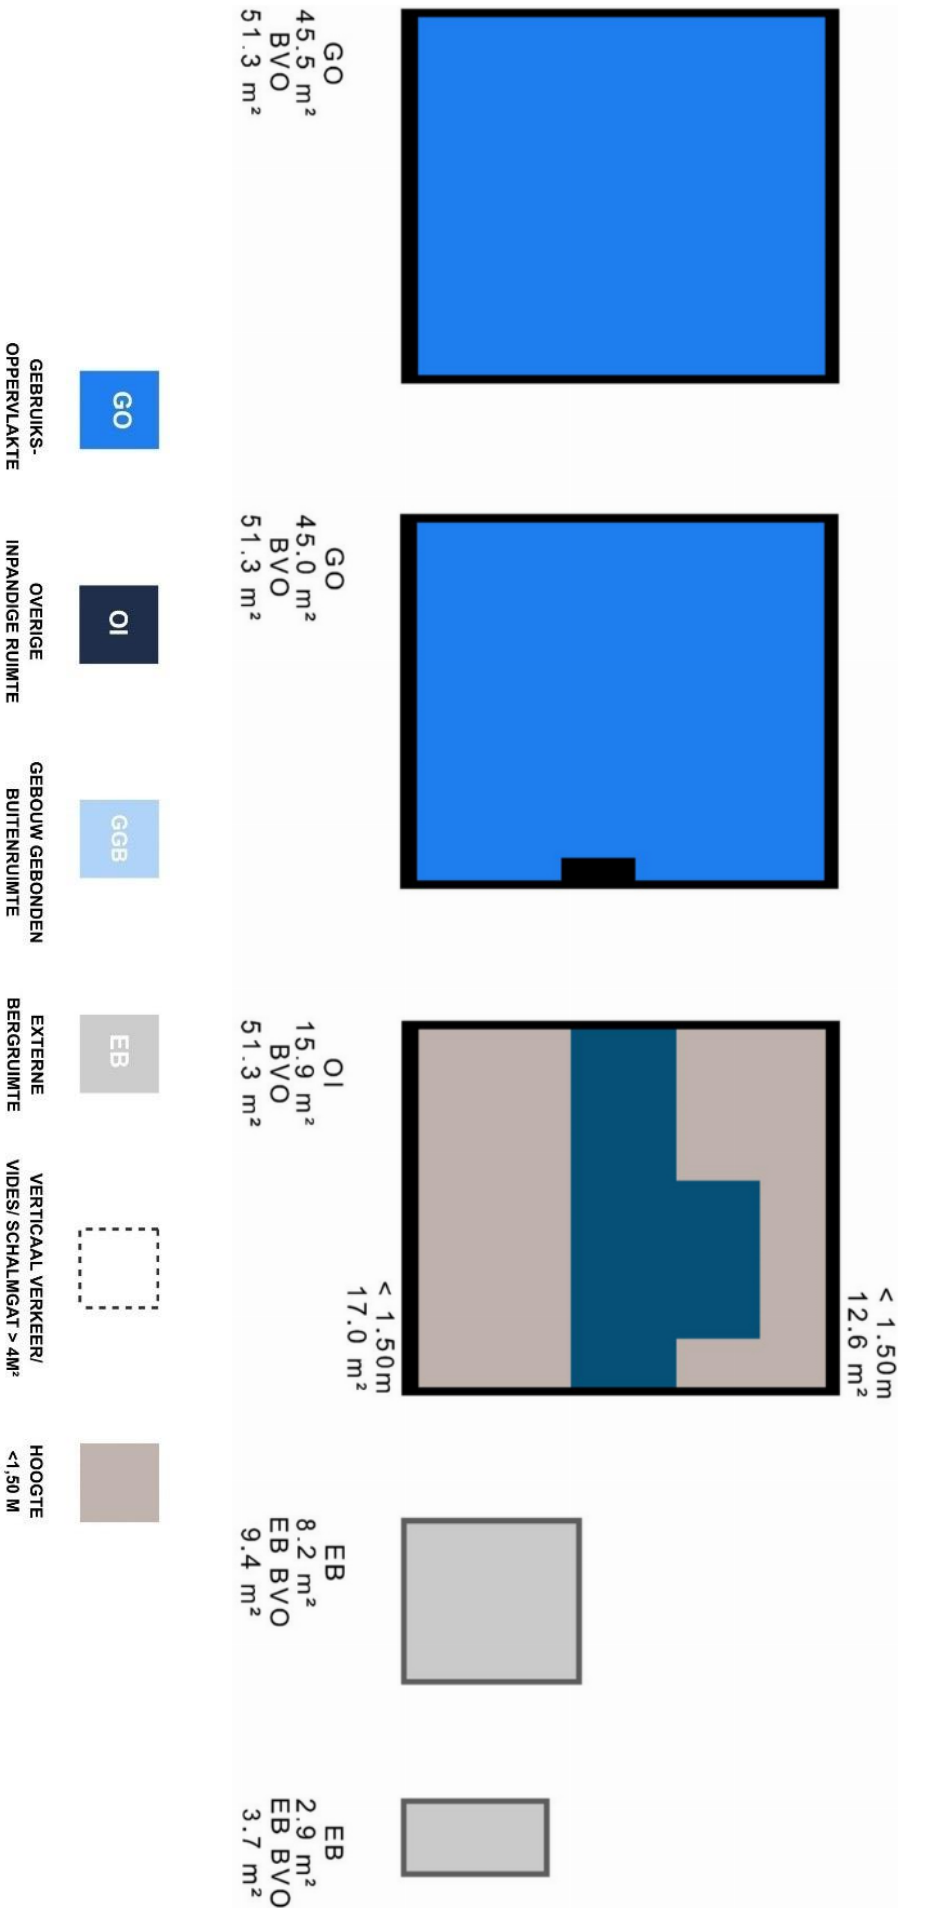 GO
45.5 m²
BVO
51.3 m²
GO
45.0 m²
BVO
51.3 m²
< 1.50m
12.6 m²
< 1.50m
17.0 m²
OI
15.9 m²
BVO
51.3 m²
EB
8.2 m²
EB BVO
9.4 m²
EB
2.9 m²
EB BVO
3.7 m²
GO
GEBRUIKS-
OPPERVLAKTE
OI
OVERIGE
INPANDIGE RUIMTE
GGB
GEBOUW GEBONDEN
BUITENRUIMTE
EB
EXTERNE
BERGRUIMTE
VERTICAAL VERKEER/
VIDES/ SCHALMGAT > 4M²
HOOGTE
<1,50 M